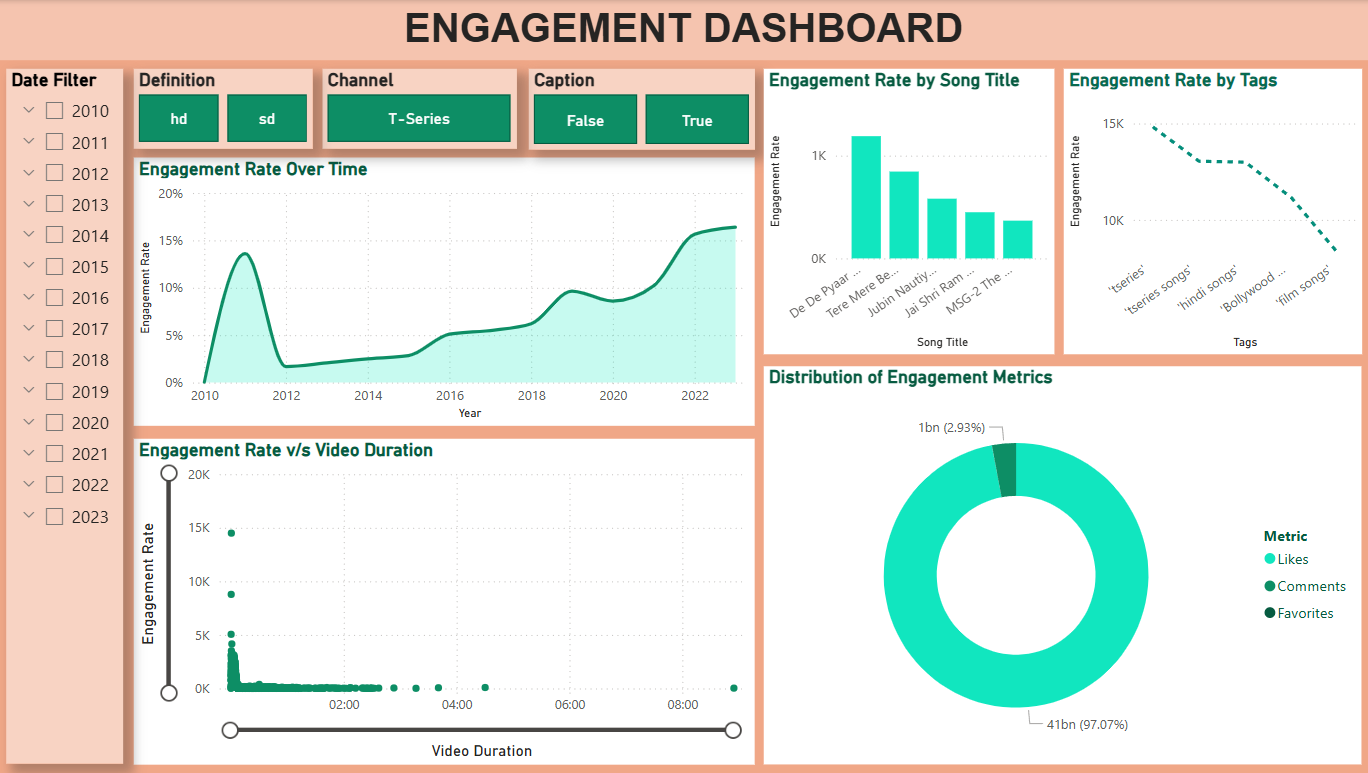 ENGAGEMENT DASHBOARD
Date Filter
2010
2011
2012
2013
2014
2015
2016
2017
2018
2019
2020
2021
2022
2023
Definition
hd
sd
Channel
T-Series
Caption
False
True
Engagement Rate Over Time
Engagement Rate
20%
15%
10%
5%
0%
2010
2012
2014
2016
2018
2020
2022
Year
Engagement Rate v/s Video Duration
Engagement Rate
20K
15K
10K
5K
0K
02:00
04:00
06:00
08:00
Video Duration
Engagement Rate by Song Title
Engagement Rate
1K
0K
De De Pyaar ...
Tere Mere Be...
Jubin Nautiy...
Jai Shri Ram ...
MSG-2 The ...
Song Title
Engagement Rate by Tags
Engagement Rate
15K
10K
'tseries'
'tseries songs'
'hindi songs'
'Bollywood ...
'film songs'
Tags
Distribution of Engagement Metrics
1bn (2.93%)
41bn (97.07%)
Metric
Likes
Comments
Favorites